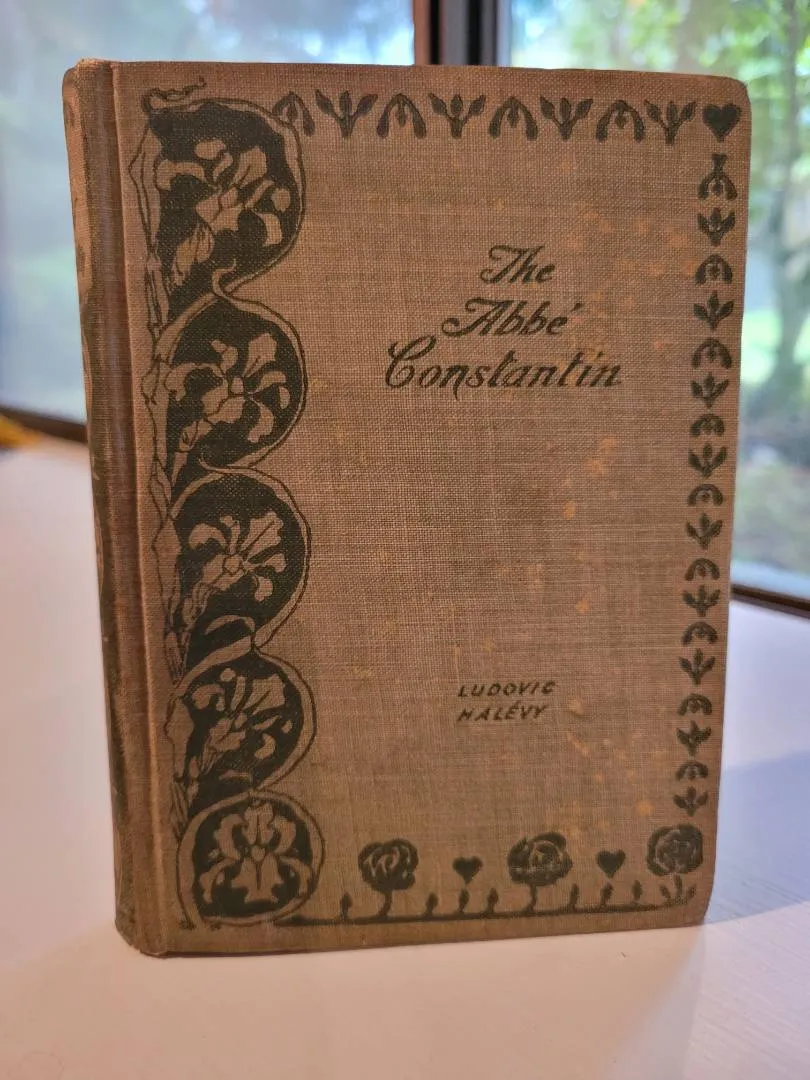 The
Abbé
Constantin
LUDOVIC
HALÉVY